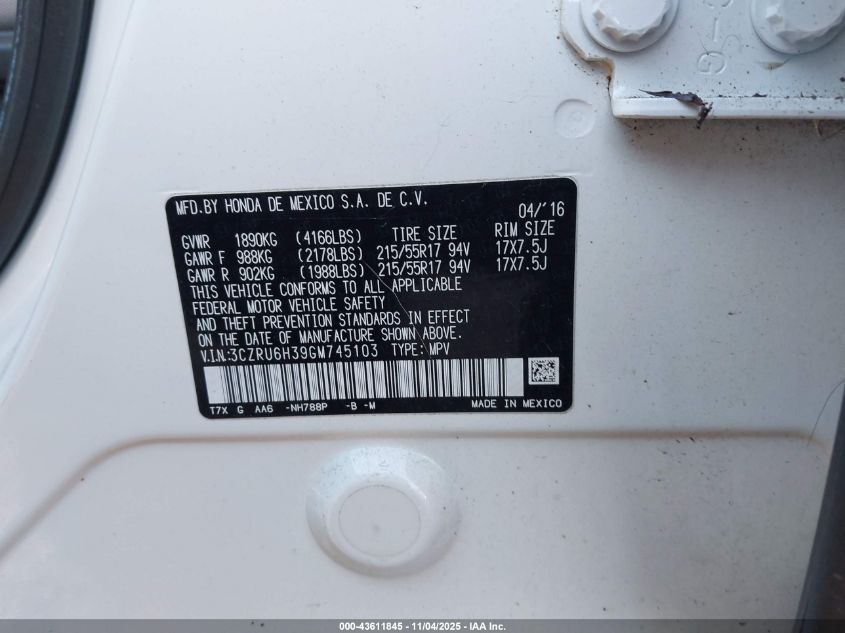 MFD.BY HONDA DE MEXICO S.A. DE C.V. 04/'16
GVWR 1890KG (4166LBS) TIRE SIZE RIM SIZE
GAWR F 988KG (2178LBS) 215/55R17 94V 17X7.5J
GAWR R 902KG (1988LBS) 215/55R17 94V 17X7.5J
THIS VEHICLE CONFORMS TO ALL APPLICABLE
FEDERAL MOTOR VEHICLE SAFETY
AND THEFT PREVENTION STANDARDS IN EFFECT
ON THE DATE OF MANUFACTURE SHOWN ABOVE.
V.I.N:3CZRU6H39GM745103 TYPE: MPV
T7X G AA6 -NH788P -B -M MADE IN MEXICO
000-43611845 - 11/04/2025 - IAA Inc.